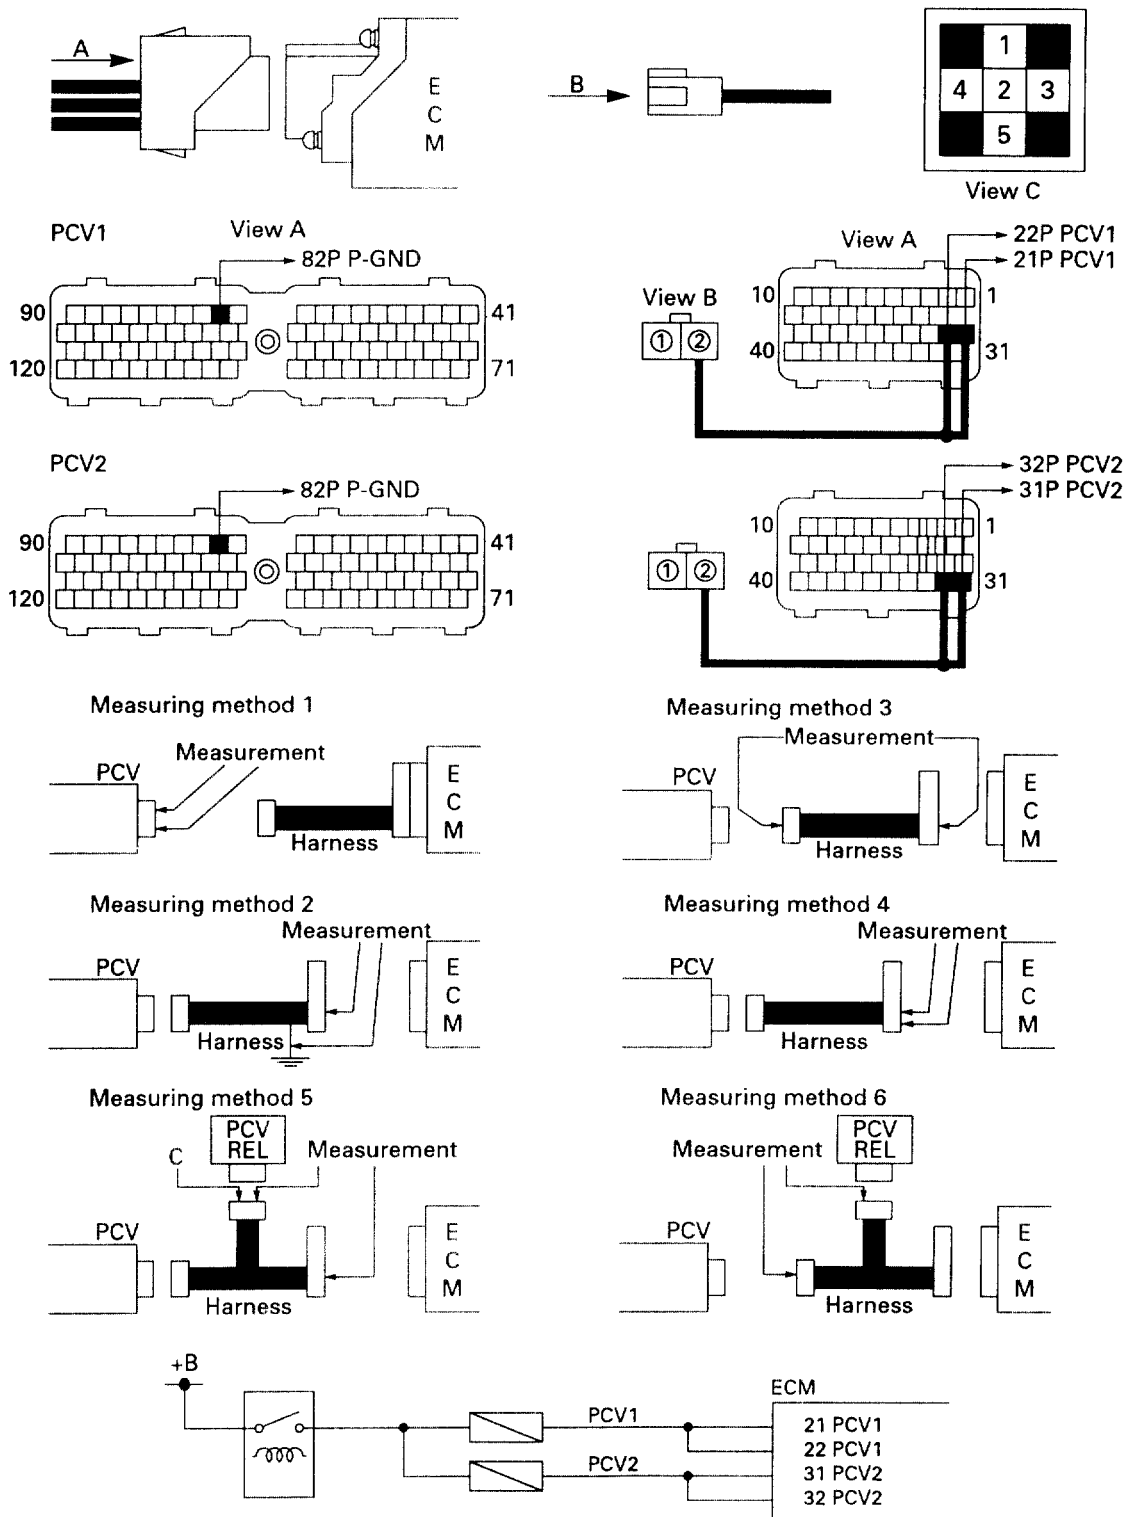 A
E
C
M
B
1
4 2 3
5
View C
PCV1
View A
82P P-GND
90
41
120
71
View A
22P PCV1
21P PCV1
10
1
View B
① ②
40
31
PCV2
82P P-GND
90
41
120
71
32P PCV2
31P PCV2
10
1
① ②
40
31
Measuring method 1
Measurement
PCV
E
C
M
Harness
Measuring method 3
Measurement
PCV
E
C
M
Harness
Measuring method 2
Measurement
PCV
E
C
M
Harness
Measuring method 4
Measurement
PCV
E
C
M
Harness
Measuring method 5
PCV
REL
C
Measurement
PCV
E
C
M
Harness
Measuring method 6
PCV
REL
Measurement
PCV
E
C
M
Harness
+B
ECM
PCV1
21 PCV1
22 PCV1
PCV2
31 PCV2
32 PCV2